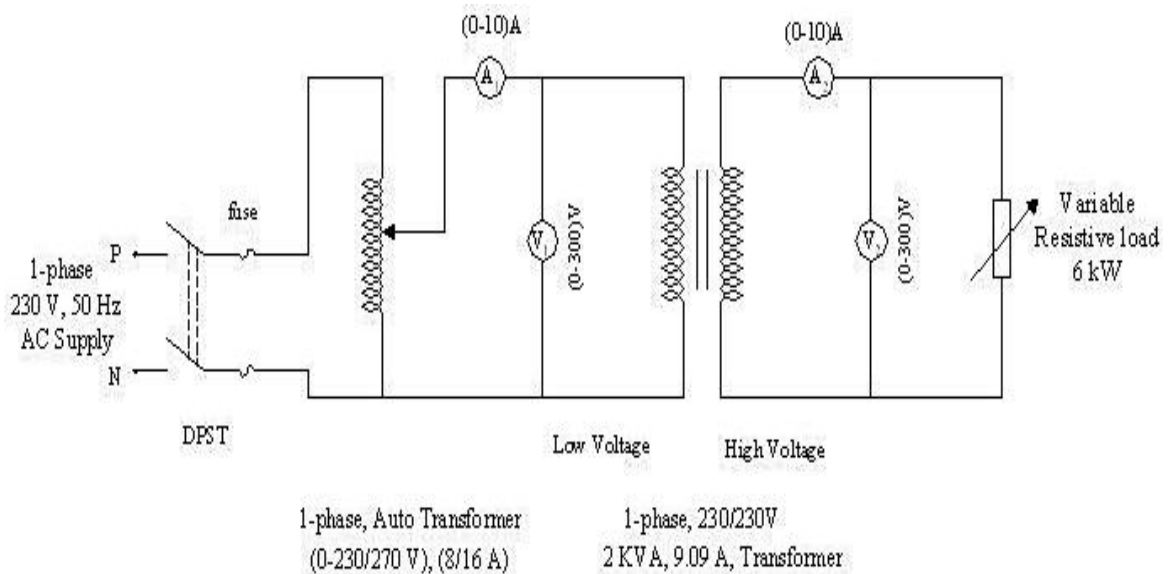 (0-10)A
(0-10)A
A₁
A₂
fuse
P
1-phase
230 V, 50 Hz
AC Supply
N
DPST
V₁
(0-300)V
V₂
(0-300)V
Variable
Resistive load
6 kW
Low Voltage
High Voltage
1-phase, Auto Transformer
(0-230/270 V), (8/16 A)
1-phase, 230/230V
2 KVA, 9.09 A, Transformer